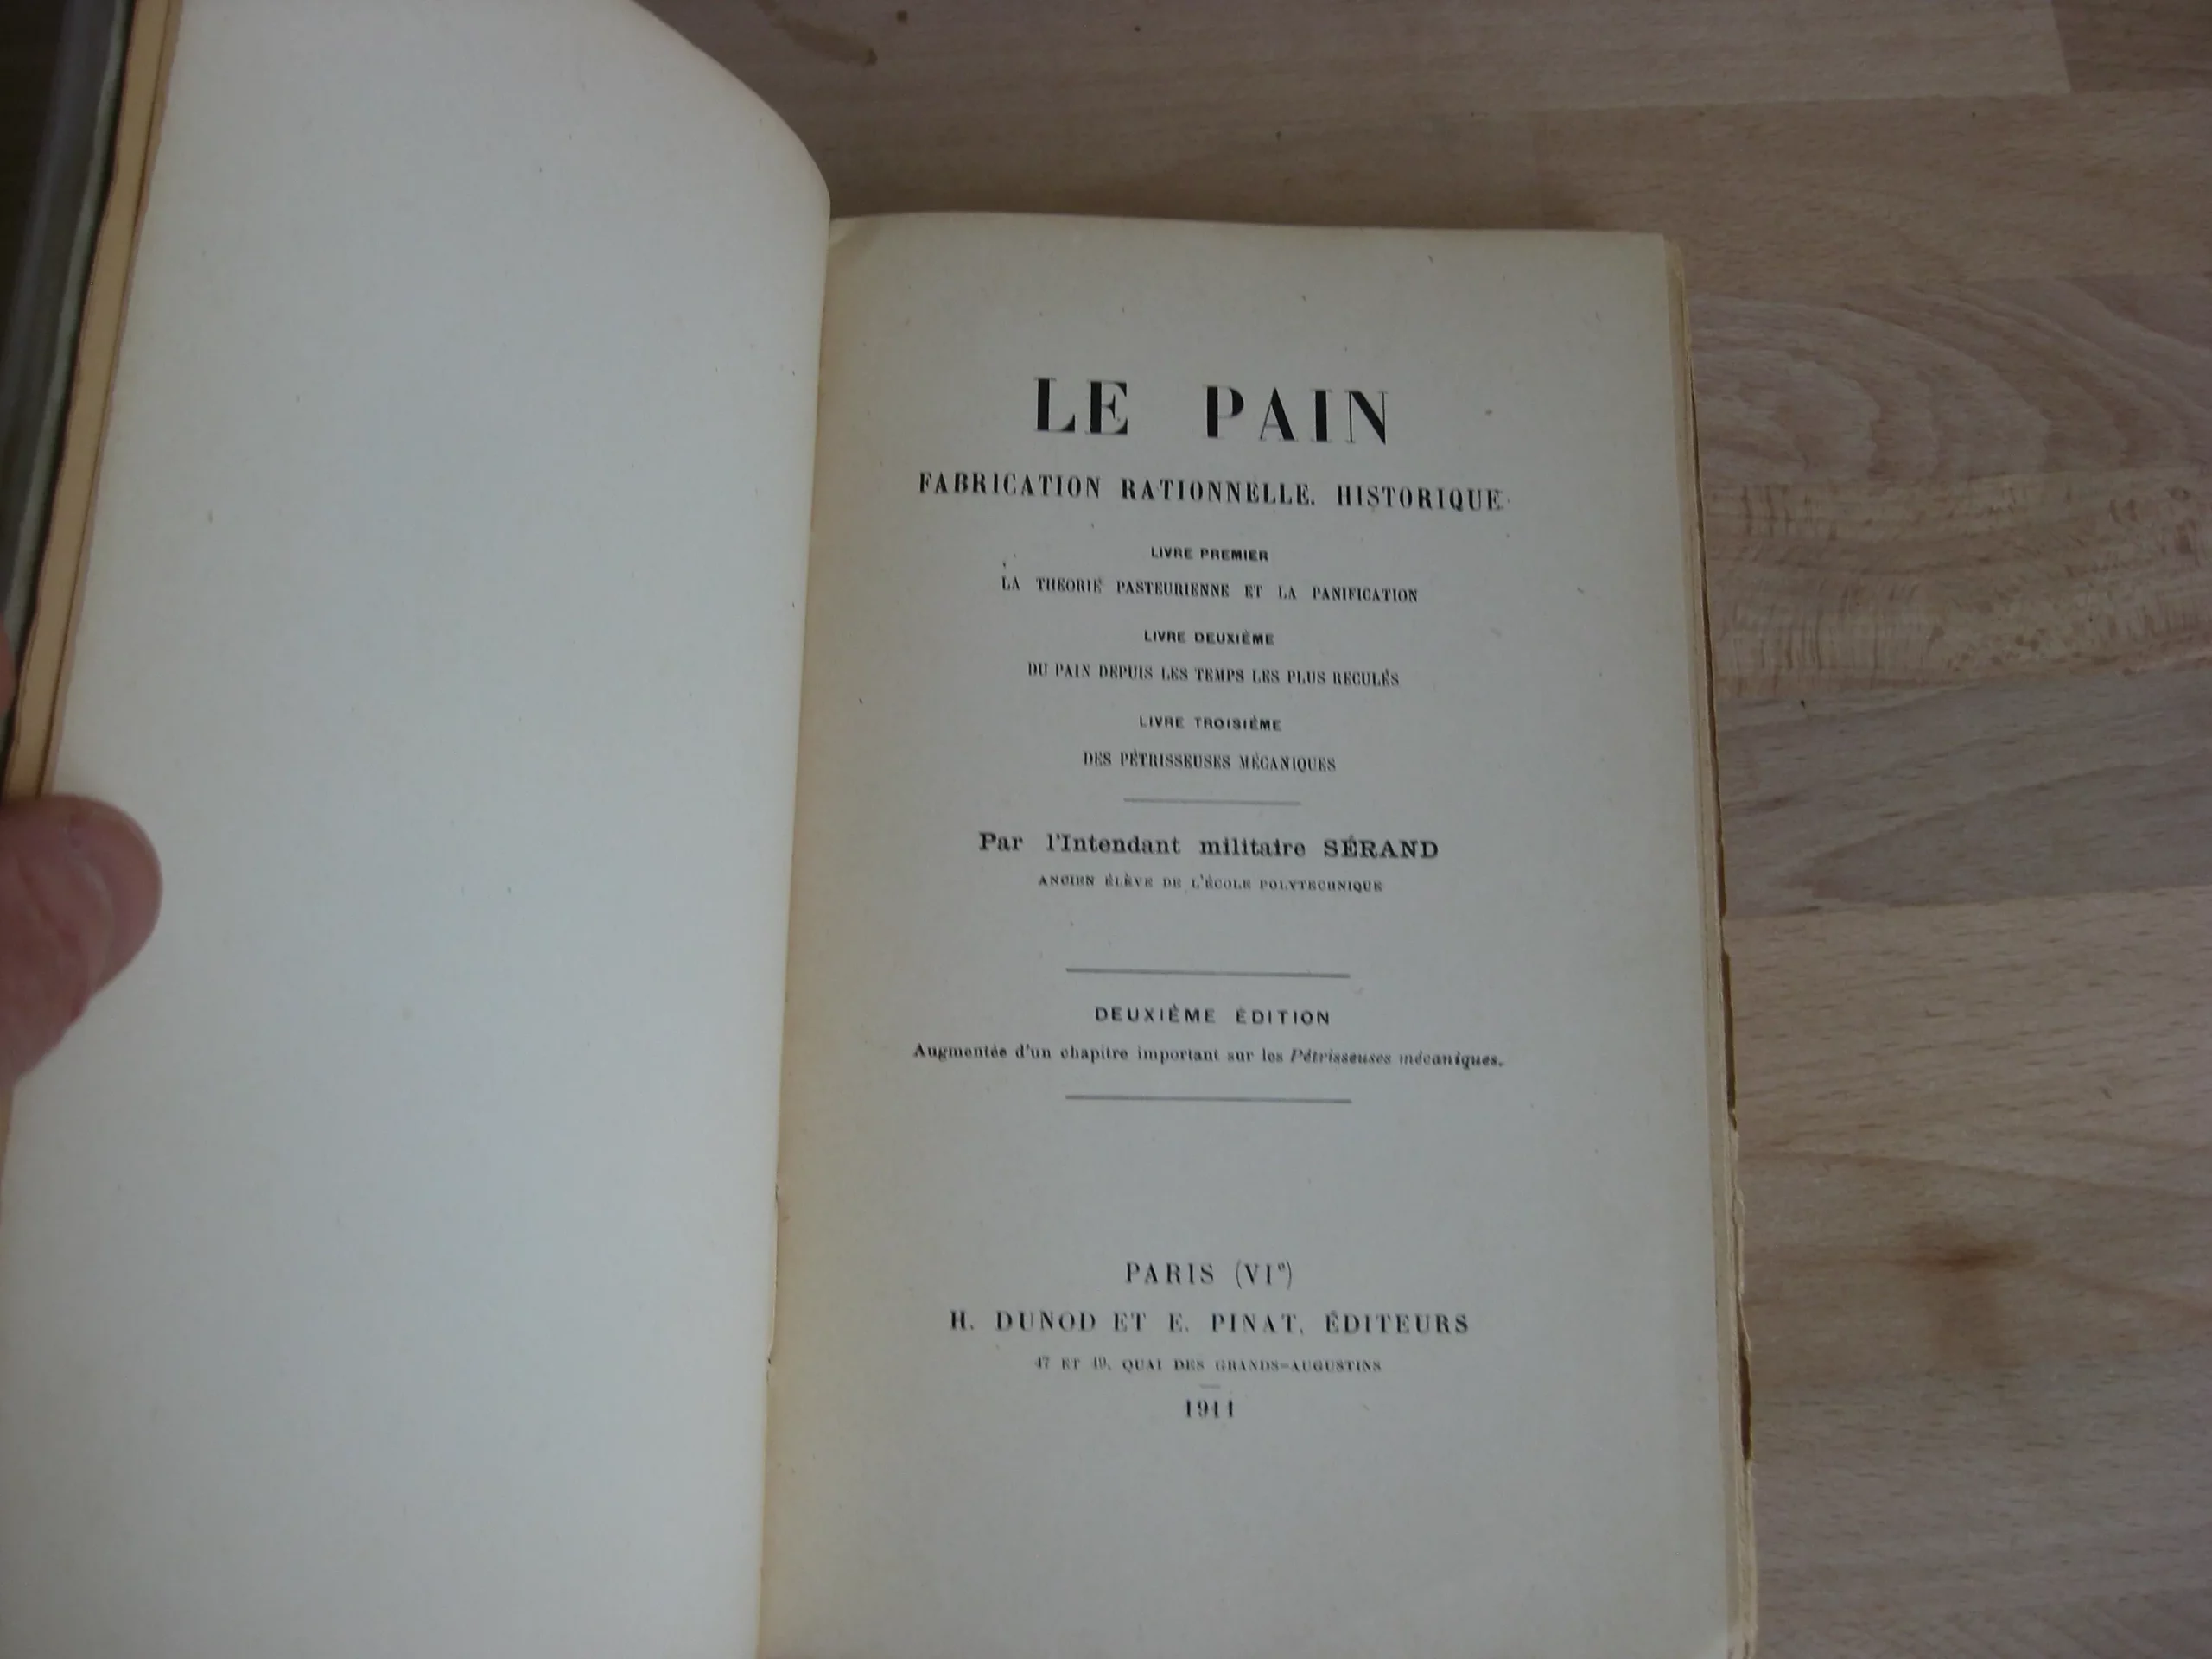 LE PAIN
FABRICATION RATIONNELLE. HISTORIQUE
LIVRE PREMIER
LA THÉORIE PASTEURIENNE ET LA PANIFICATION
LIVRE DEUXIÈME
DU PAIN DEPUIS LES TEMPS LES PLUS RECULÉS
LIVRE TROISIÈME
DES PÉTRISSEUSES MÉCANIQUES
Par l'Intendant militaire SÉRAND
ANCIEN ÉLÈVE DE L'ÉCOLE POLYTECHNIQUE
DEUXIÈME ÉDITION
Augmentée d'un chapitre important sur les Pétrisseuses mécaniques.
PARIS (VIe)
H. DUNOD ET E. PINAT, ÉDITEURS
47 ET 49, QUAI DES GRANDS-AUGUSTINS
1911